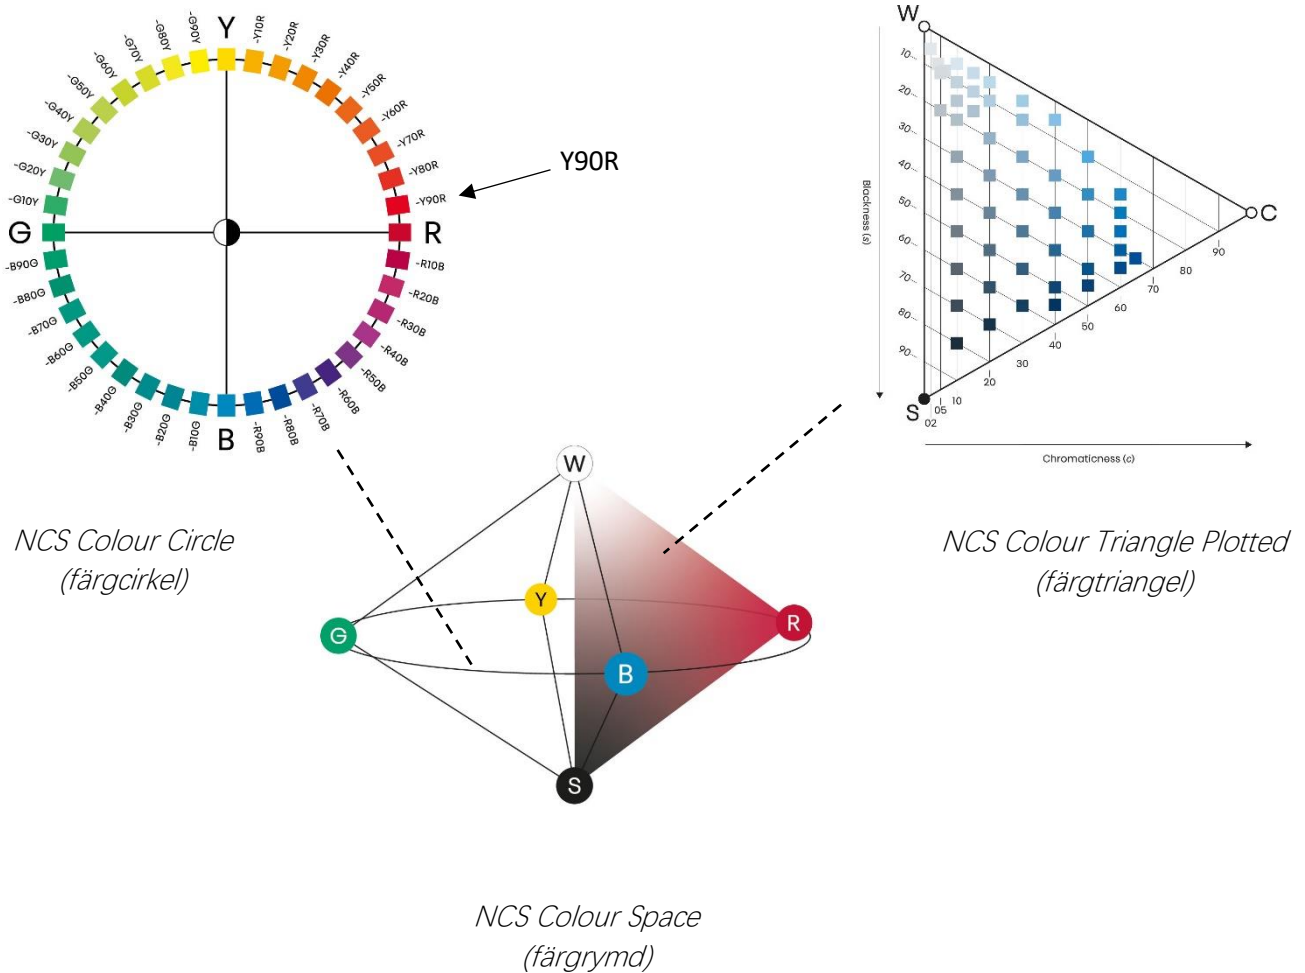 Y
-G90Y
-G80Y
-G70Y
-G60Y
-G50Y
-G40Y
-G30Y
-G20Y
-G10Y
G
-B90G
-B80G
-B70G
-B60G
-B50G
-B40G
-B30G
-B20G
-B10G
B
-R90B
-R80B
-R70B
-R60B
-R50B
-R40B
-R30B
-R20B
-R10B
R
-Y90R
-Y80R
-Y70R
-Y60R
-Y50R
-Y40R
-Y30R
-Y20R
-Y10R
Y90R
W
10
20
30
40
50
60
70
80
90
Blackness (s)
S
C
02
05
10
20
30
40
50
60
70
80
90
Chromaticness (c)
NCS Colour Circle
(färgcirkel)
W
Y
G
R
B
S
NCS Colour Triangle Plotted
(färgtriangel)
NCS Colour Space
(färgrymd)